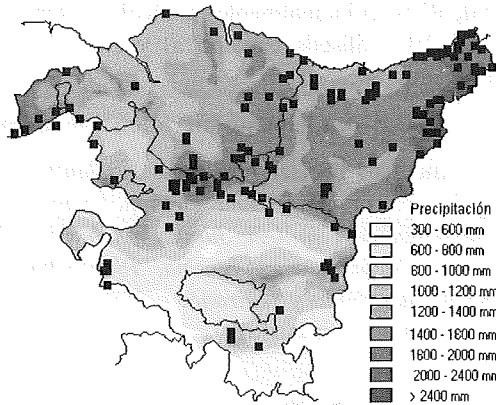 Precipitación
300 - 600 mm
600 - 800 mm
800 - 1000 mm
1000 - 1200 mm
1200 - 1400 mm
1400 - 1600 mm
1600 - 2000 mm
2000 - 2400 mm
> 2400 mm